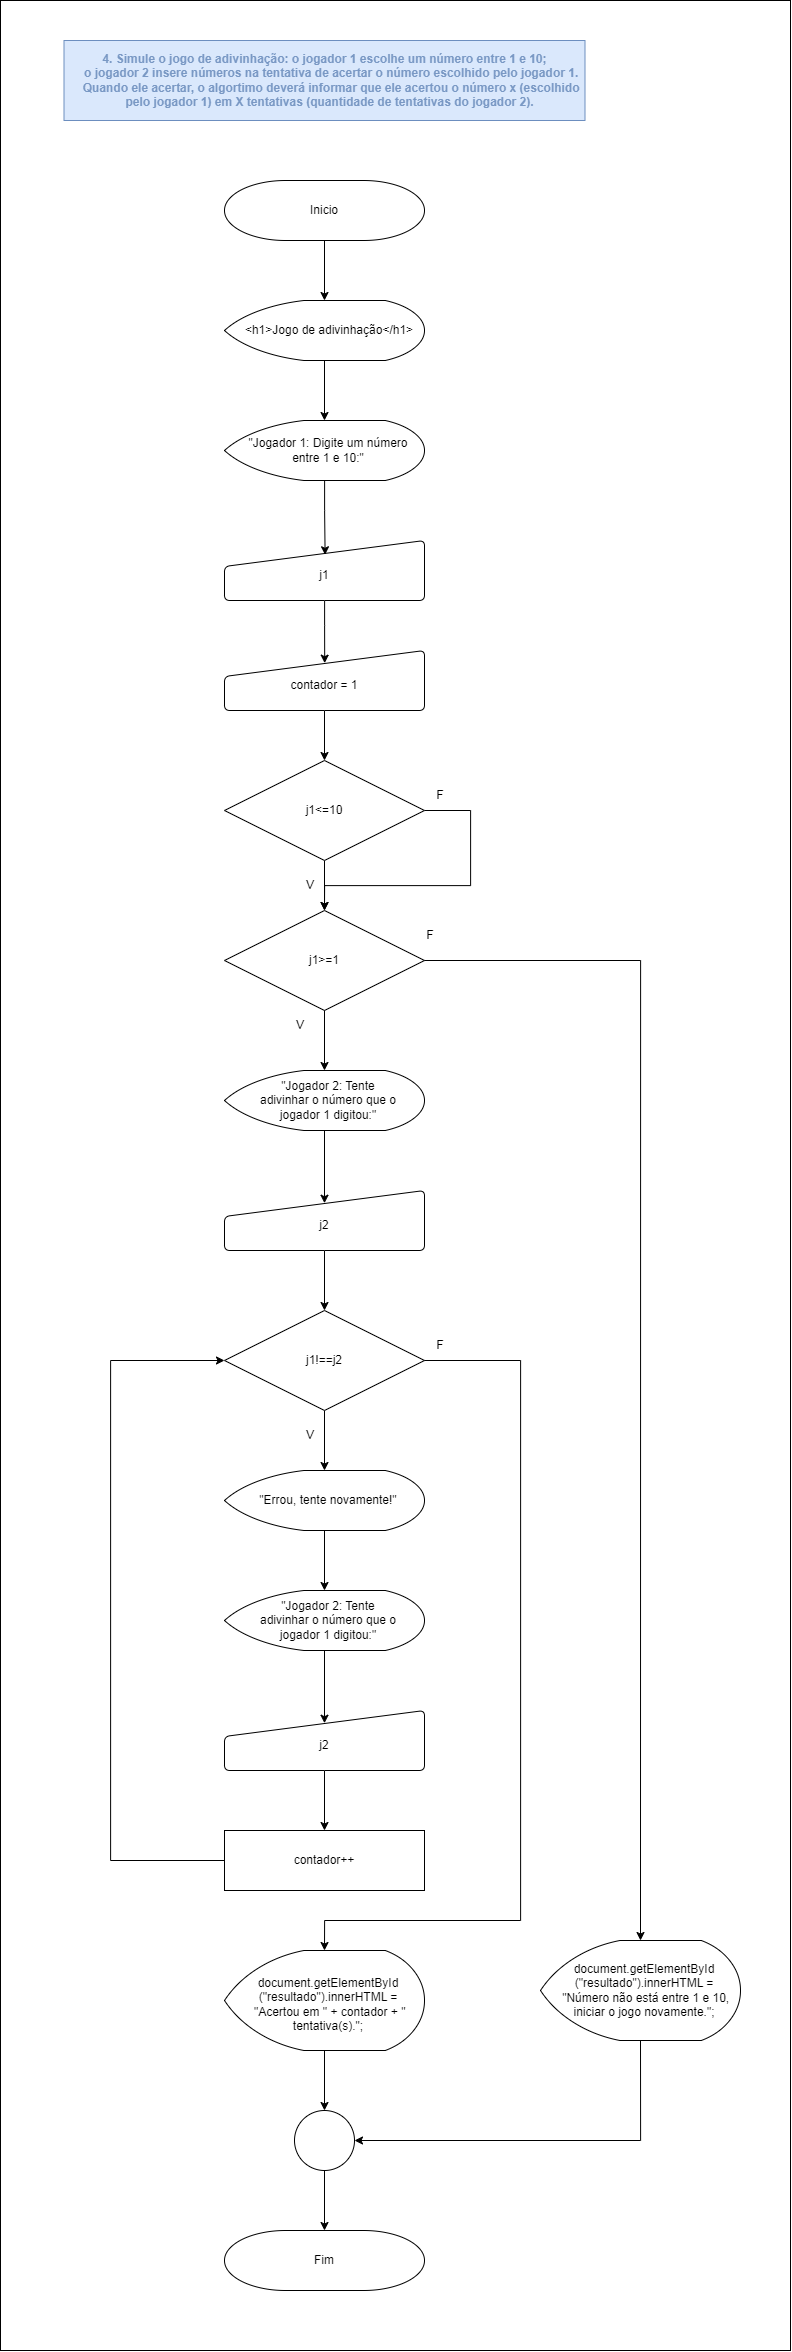 4. Simule o jogo de adivinhação: o jogador 1 escolhe um número entre 1 e 10;
o jogador 2 insere números na tentativa de acertar o número escolhido pelo jogador 1.
Quando ele acertar, o algortimo deverá informar que ele acertou o número x (escolhido
pelo jogador 1) em X tentativas (quantidade de tentativas do jogador 2).
Inicio
<h1>Jogo de adivinhação</h1>
"Jogador 1: Digite um número
entre 1 e 10:"
j1
contador = 1
j1<=10
F
V
j1>=1
F
V
"Jogador 2: Tente
adivinhar o número que o
jogador 1 digitou:"
j2
j1!==j2
F
V
"Errou, tente novamente!"
"Jogador 2: Tente
adivinhar o número que o
jogador 1 digitou:"
j2
contador++
document.getElementById
("resultado").innerHTML =
"Acertou em " + contador + "
tentativa(s).";
document.getElementById
("resultado").innerHTML =
"Número não está entre 1 e 10,
iniciar o jogo novamente.";
Fim